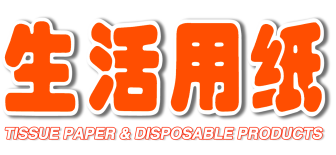 生活用纸
TISSUE PAPER & DISPOSABLE PRODUCTS